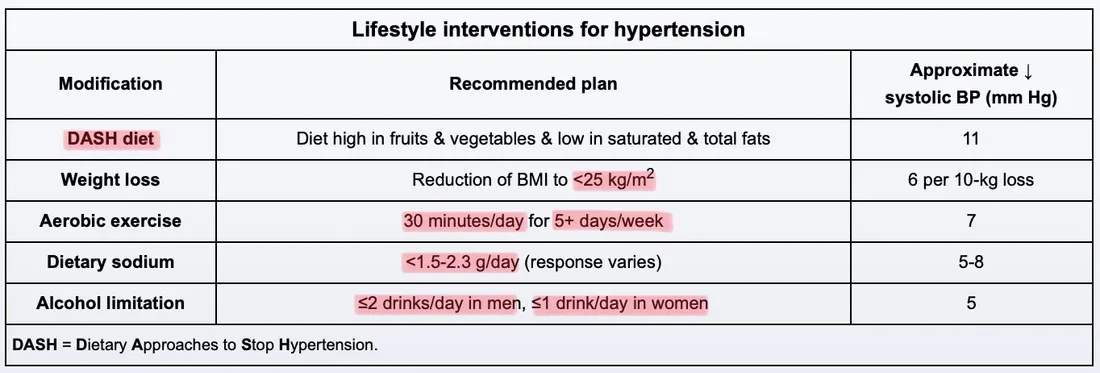 Lifestyle interventions for hypertension
Modification
Recommended plan
Approximate ↓
systolic BP (mm Hg)
DASH diet
Diet high in fruits & vegetables & low in saturated & total fats
11
Weight loss
Reduction of BMI to <25 kg/m²
6 per 10-kg loss
Aerobic exercise
30 minutes/day for 5+ days/week
7
Dietary sodium
<1.5-2.3 g/day (response varies)
5-8
Alcohol limitation
≤2 drinks/day in men, ≤1 drink/day in women
5
DASH = Dietary Approaches to Stop Hypertension.